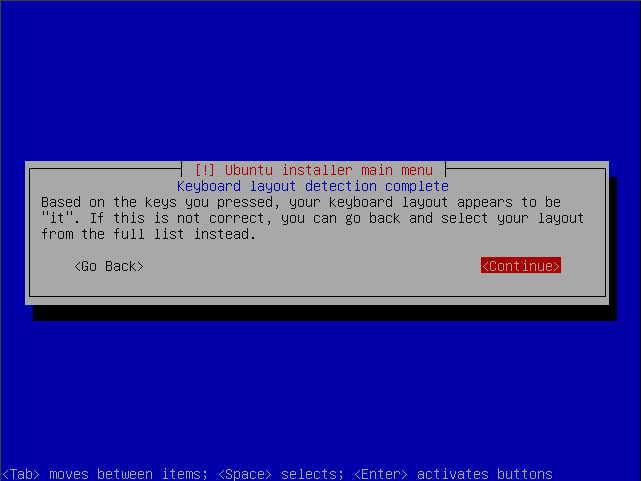 [!] Ubuntu installer main menu
Keyboard layout detection complete
Based on the keys you pressed, your keyboard layout appears to be
"it". If this is not correct, you can go back and select your layout
from the full list instead.
<Go Back> <Continue>
<Tab> moves between items; <Space> selects; <Enter> activates buttons